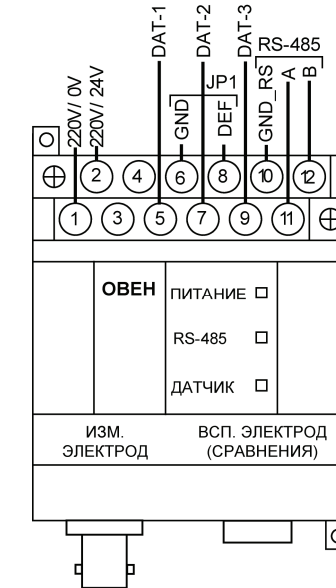 DAT-1
DAT-2
DAT-3
RS-485
JP1
220V/ 0V
220V/ 24V
GND
DEF
GND_RS
A
B
2 4 6 8 10 12
1 3 5 7 9 11
ОВЕН
ПИТАНИЕ
RS-485
ДАТЧИК
ИЗМ.
ЭЛЕКТРОД
ВСП. ЭЛЕКТРОД
(СРАВНЕНИЯ)